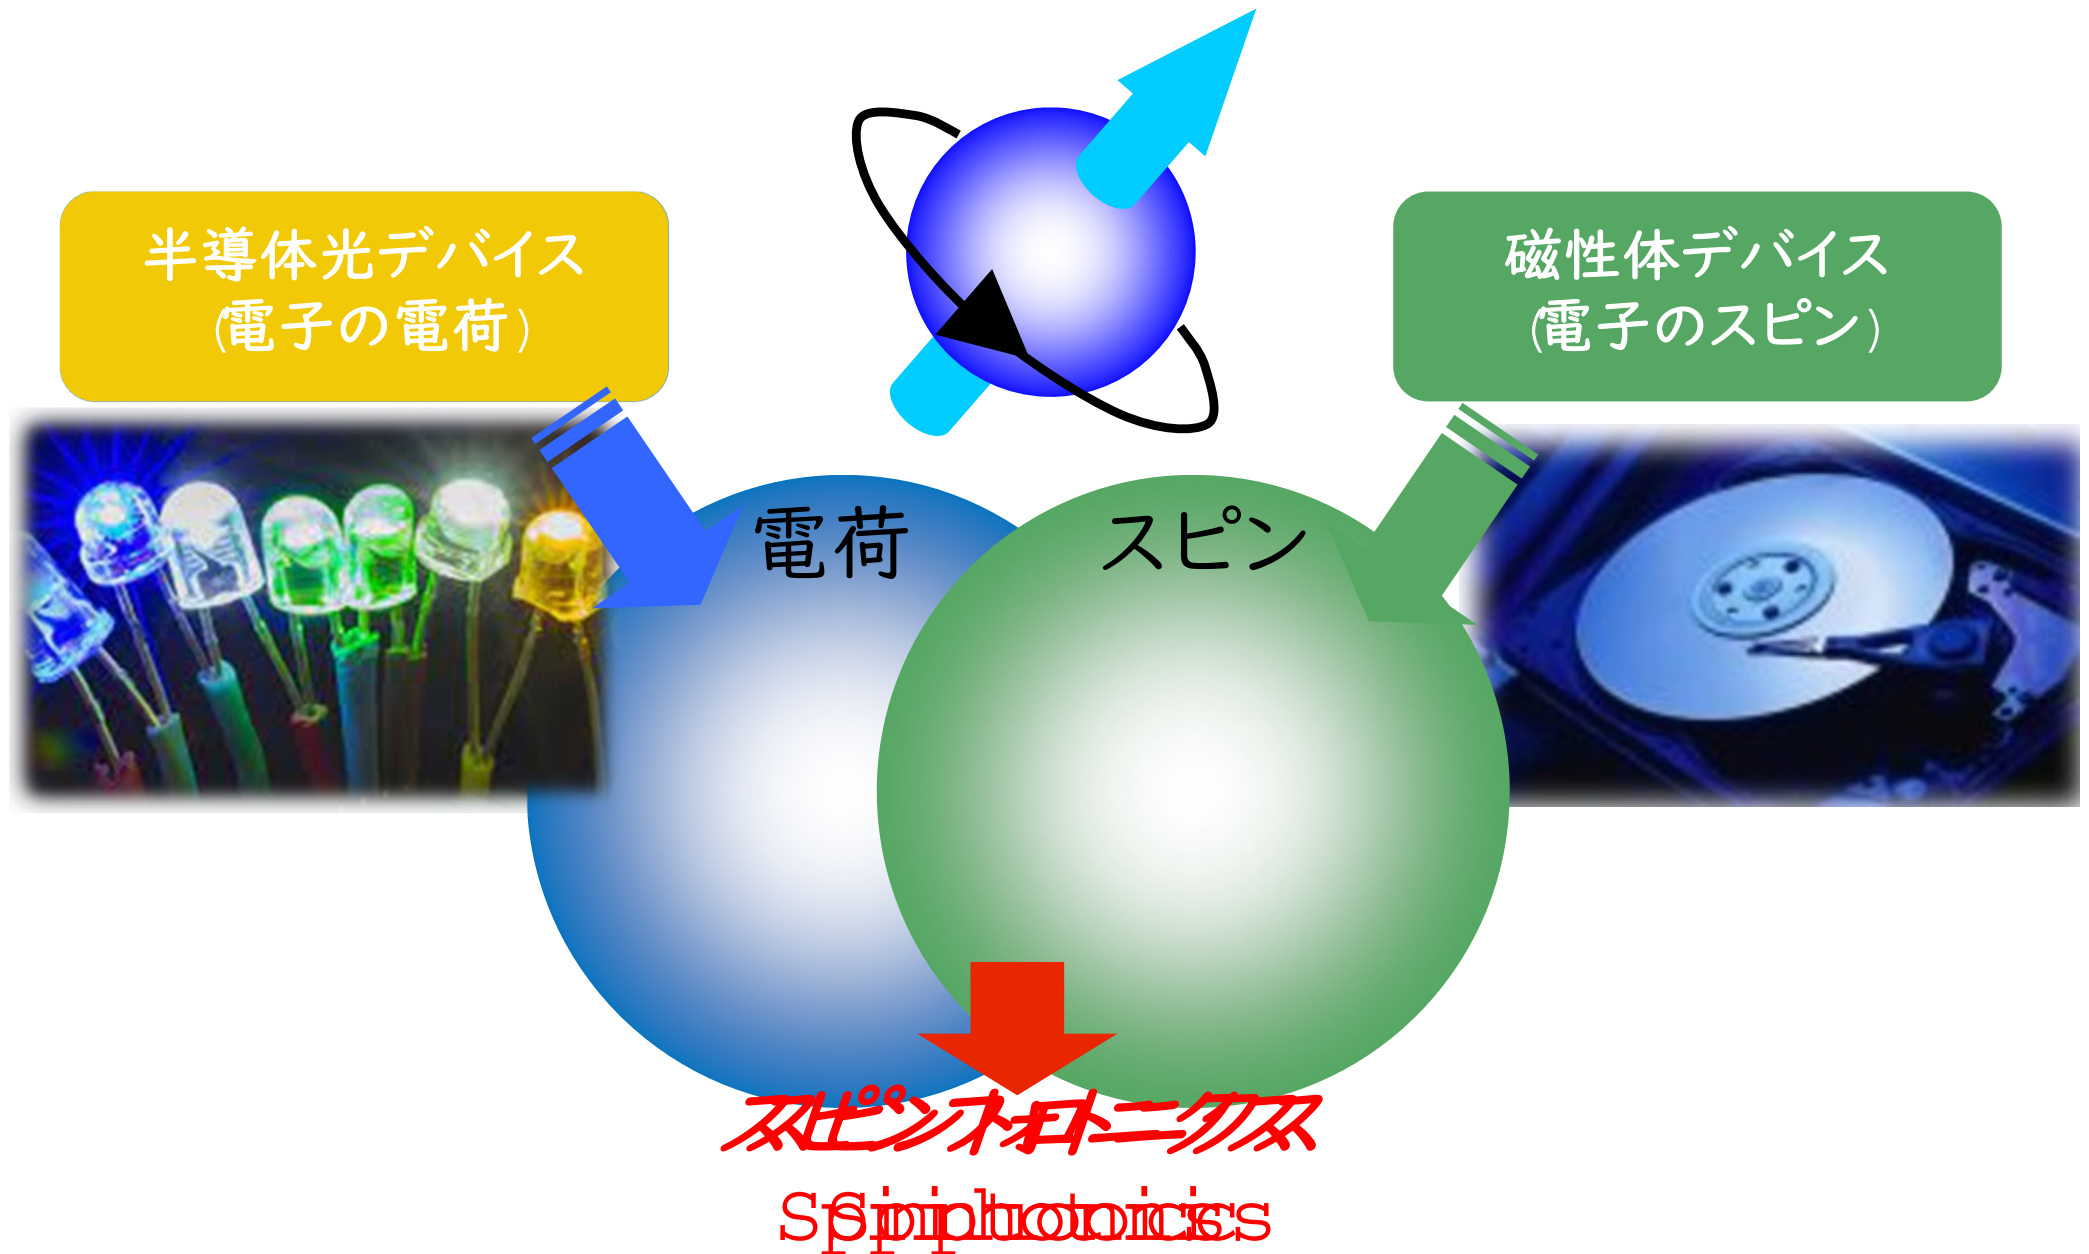 半導体光デバイス
(電子の電荷)
磁性体デバイス
(電子のスピン)
電荷
スピン